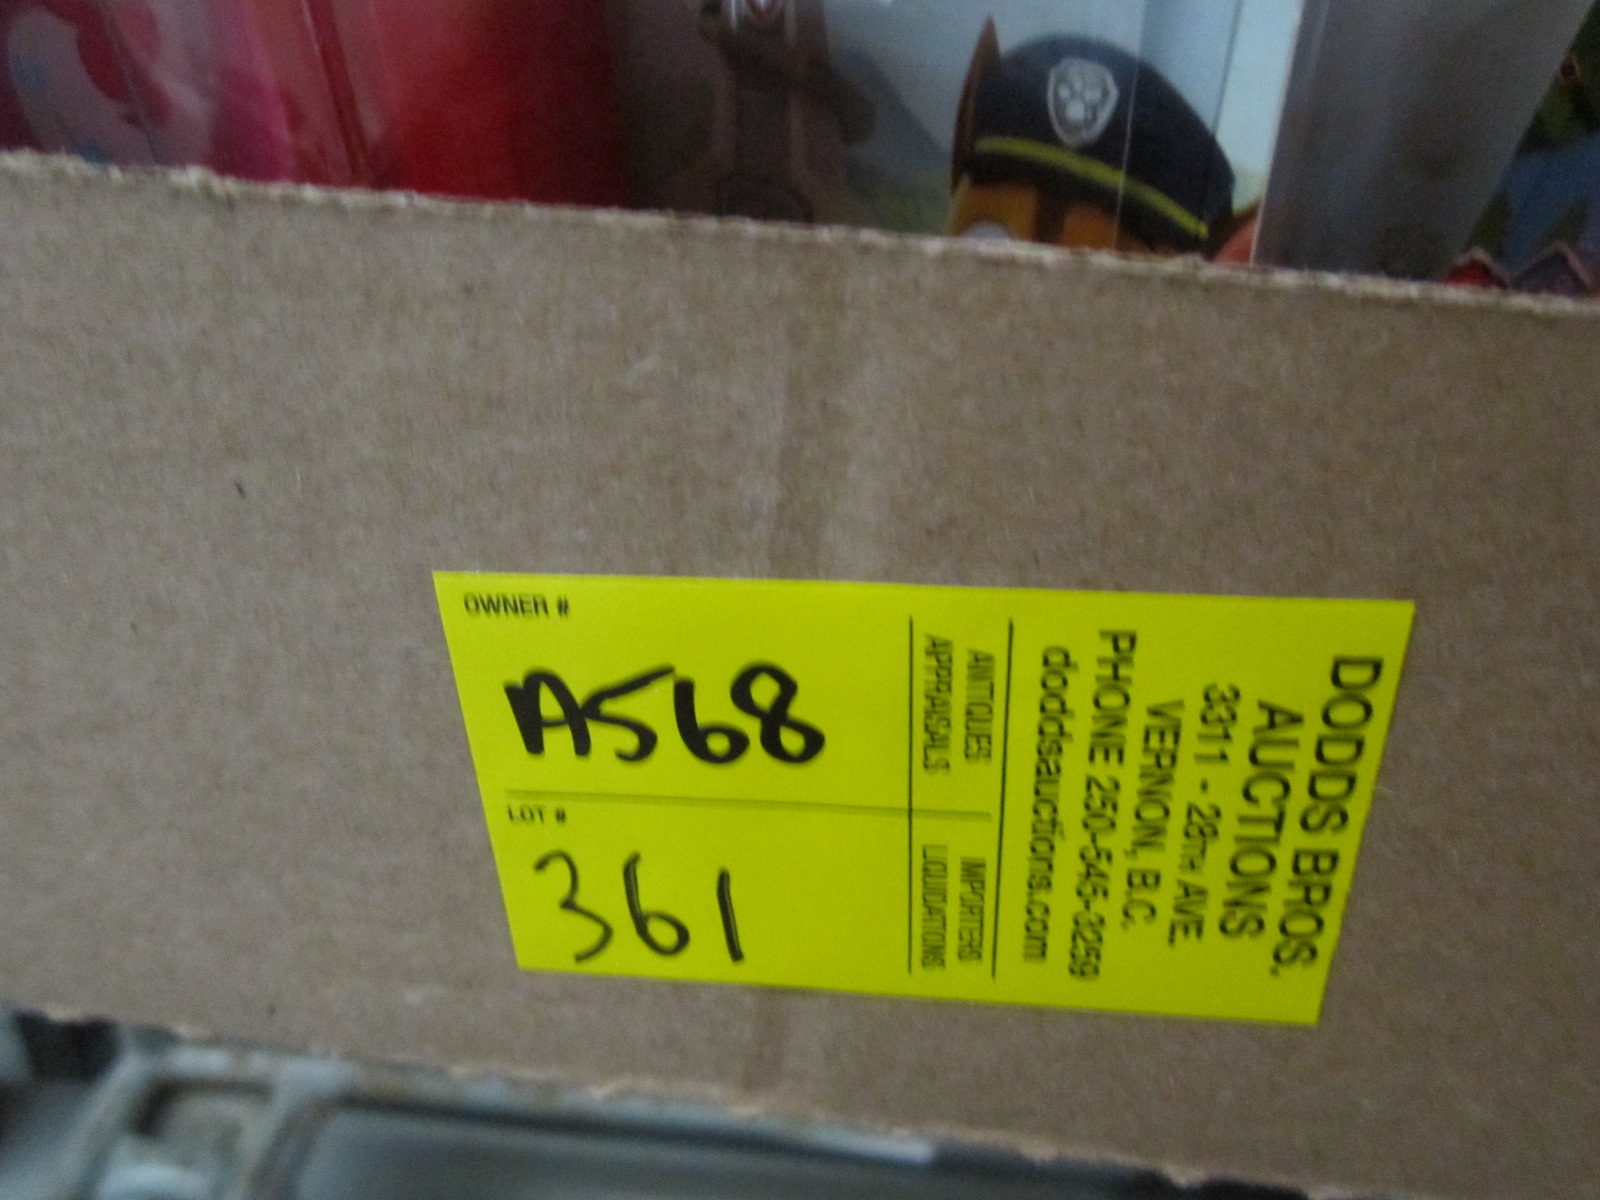 OWNER #
A568
LOT #
361
ANTIQUES
APPRAISALS
IMPORTERS
LIQUIDATIONS
DODDS BROS.
AUCTIONS
3311 - 28TH AVE.
VERNON, B.C.
PHONE 250-545-3259
doddsauctions.com